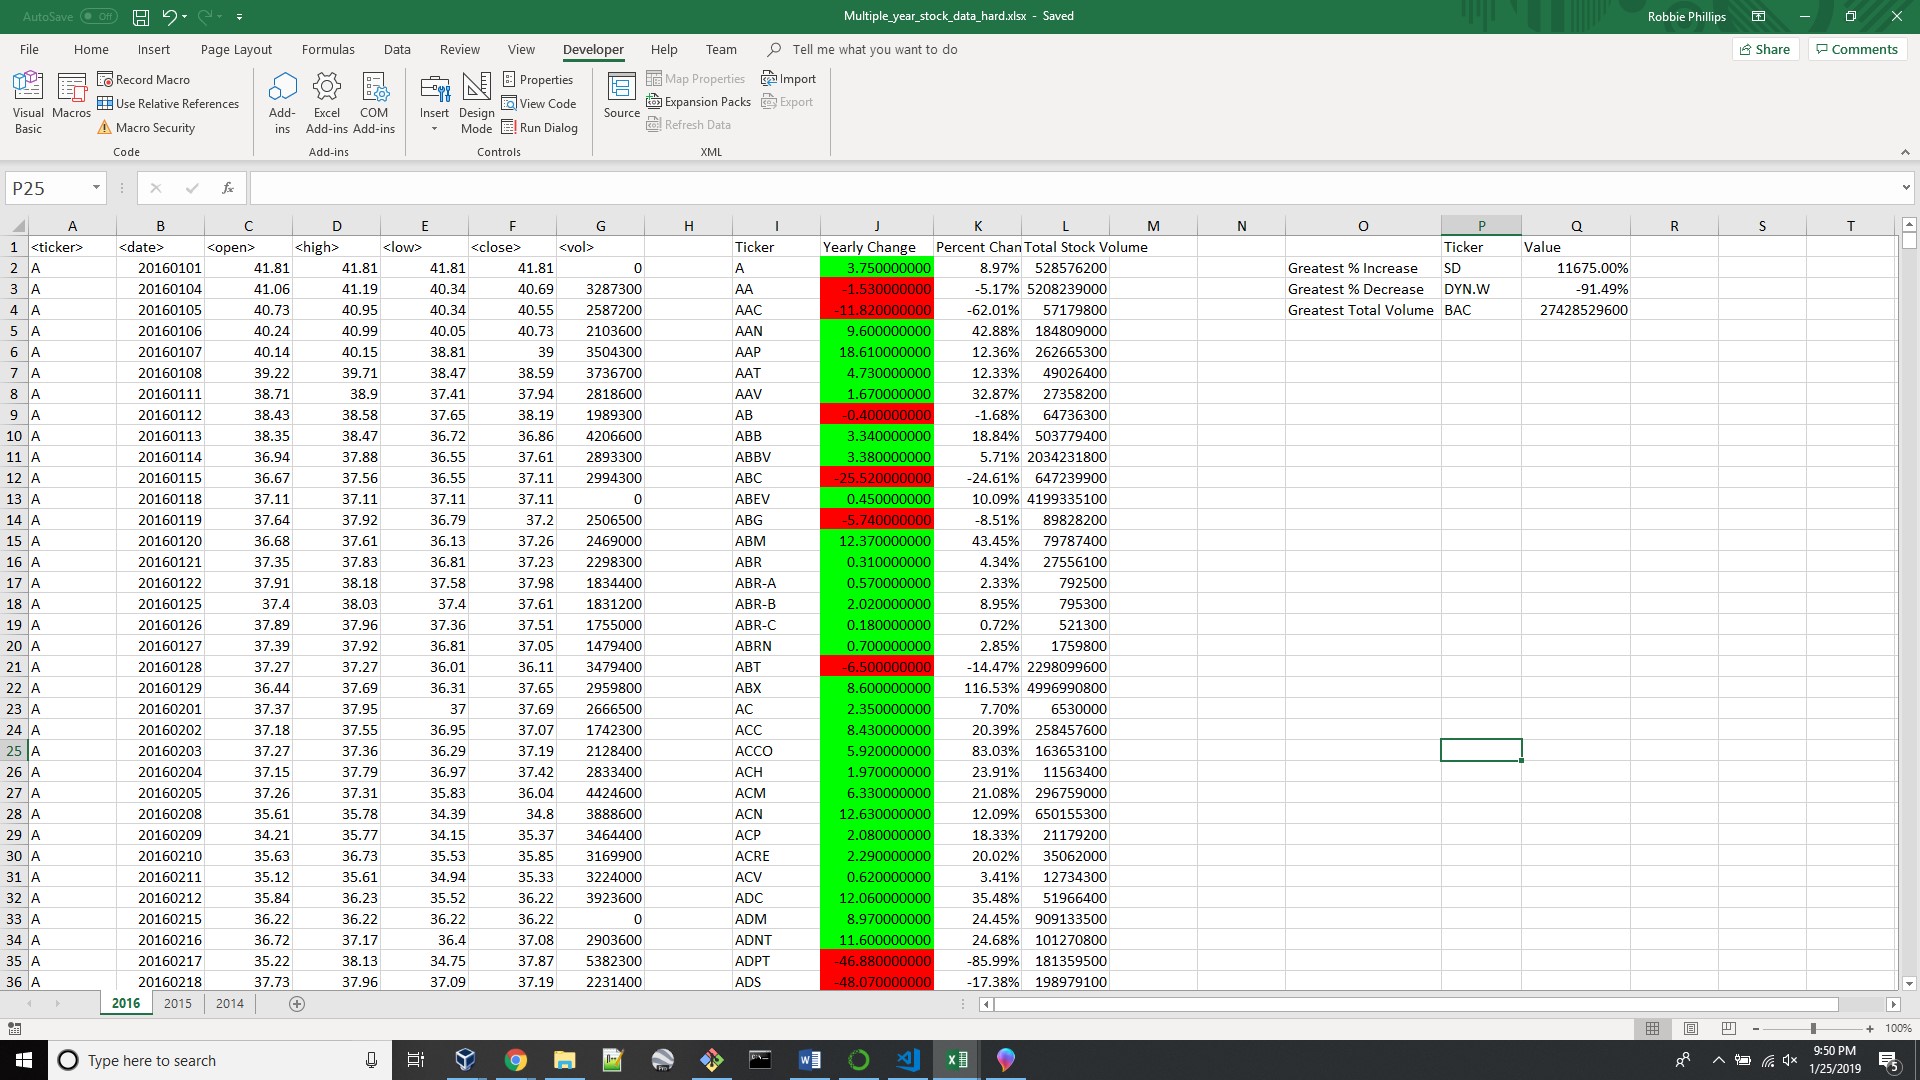 AutoSave Off Multiple_year_stock_data_hard.xlsx - Saved Robbie Phillips
File Home Insert Page Layout Formulas Data Review View Developer Help Team Tell me what you want to do Share Comments
Visual Basic
Macros
Record Macro
Use Relative References
Macro Security
Code
Add-ins
Excel Add-ins
COM Add-ins
Add-ins
Insert
Design Mode
Properties
View Code
Run Dialog
Controls
Source
Map Properties
Expansion Packs
Refresh Data
Import
Export
XML
P25 fx
A B C D E F G H I J K L M N O P Q R S T
1 <ticker> <date> <open> <high> <low> <close> <vol> Ticker Yearly Change Percent Chan Total Stock Volume Ticker Value
2 A 20160101 41.81 41.81 41.81 41.81 0 A 3.750000000 8.97% 528576200 Greatest % Increase SD 11675.00%
3 A 20160104 41.06 41.19 40.34 40.69 3287300 AA -1.530000000 -5.17% 5208239000 Greatest % Decrease DYN.W -91.49%
4 A 20160105 40.73 40.95 40.34 40.55 2587200 AAC -11.820000000 -62.01% 57179800 Greatest Total Volume BAC 27428529600
5 A 20160106 40.24 40.99 40.05 40.73 2103600 AAN 9.600000000 42.88% 184809000
6 A 20160107 40.14 40.15 38.81 39 3504300 AAP 18.610000000 12.36% 262665300
7 A 20160108 39.22 39.71 38.47 38.59 3736700 AAT 4.730000000 12.33% 49026400
8 A 20160111 38.71 38.9 37.41 37.94 2818600 AAV 1.670000000 32.87% 27358200
9 A 20160112 38.43 38.58 37.65 38.19 1989300 AB -0.400000000 -1.68% 64736300
10 A 20160113 38.35 38.47 36.72 36.86 4206600 ABB 3.340000000 18.84% 503779400
11 A 20160114 36.94 37.88 36.55 37.61 2893300 ABBV 3.380000000 5.71% 2034231800
12 A 20160115 36.67 37.56 36.55 37.11 2994300 ABC -25.520000000 -24.61% 647239900
13 A 20160118 37.11 37.11 37.11 37.11 0 ABEV 0.450000000 10.09% 4199335100
14 A 20160119 37.64 37.92 36.79 37.2 2506500 ABG -5.740000000 -8.51% 89828200
15 A 20160120 36.68 37.61 36.13 37.26 2469000 ABM 12.370000000 43.45% 79787400
16 A 20160121 37.35 37.83 36.81 37.23 2298300 ABR 0.310000000 4.34% 27556100
17 A 20160122 37.91 38.18 37.58 37.98 1834400 ABR-A 0.570000000 2.33% 792500
18 A 20160125 37.4 38.03 37.4 37.61 1831200 ABR-B 2.020000000 8.95% 795300
19 A 20160126 37.89 37.96 37.36 37.51 1755000 ABR-C 0.180000000 0.72% 521300
20 A 20160127 37.39 37.92 36.81 37.05 1479400 ABRN 0.700000000 2.85% 1759800
21 A 20160128 37.27 37.27 36.01 36.11 3479400 ABT -6.500000000 -14.47% 2298099600
22 A 20160129 36.44 37.69 36.31 37.65 2959800 ABX 8.600000000 116.53% 4996990800
23 A 20160201 37.37 37.95 37 37.69 2666500 AC 2.350000000 7.70% 6530000
24 A 20160202 37.18 37.55 36.95 37.07 1742300 ACC 8.430000000 20.39% 258457600
25 A 20160203 37.27 37.36 36.29 37.19 2128400 ACCO 5.920000000 83.03% 163653100
26 A 20160204 37.15 37.79 36.97 37.42 2833400 ACH 1.970000000 23.91% 11563400
27 A 20160205 37.26 37.31 35.83 36.04 4424600 ACM 6.330000000 21.08% 296759000
28 A 20160208 35.61 35.78 34.39 34.8 3888600 ACN 12.630000000 12.09% 650155300
29 A 20160209 34.21 35.77 34.15 35.37 3464400 ACP 2.080000000 18.33% 21179200
30 A 20160210 35.63 36.73 35.53 35.85 3169900 ACRE 2.290000000 20.02% 35062000
31 A 20160211 35.12 35.61 34.94 35.33 3224000 ACV 0.620000000 3.41% 12734300
32 A 20160212 35.84 36.23 35.52 36.22 3923600 ADC 12.060000000 35.48% 51966400
33 A 20160215 36.22 36.22 36.22 36.22 0 ADM 8.970000000 24.45% 909133500
34 A 20160216 36.72 37.17 36.4 37.08 2903600 ADNT 11.600000000 24.68% 101270800
35 A 20160217 35.22 38.13 34.75 37.87 5382300 ADPT -46.880000000 -85.99% 181359500
36 A 20160218 37.73 37.96 37.09 37.19 2231400 ADS -48.070000000 -17.38% 198979100
2016 2015 2014
100%
Type here to search
9:50 PM
1/25/2019
5